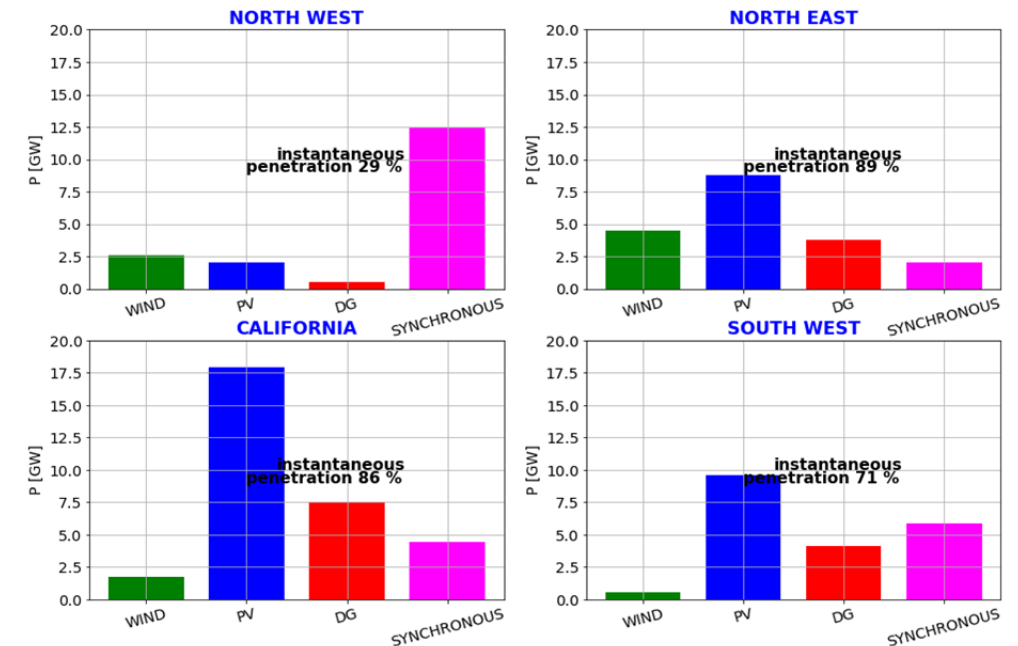 NORTH WEST
20.0
17.5
15.0
12.5
10.0
7.5
5.0
2.5
0.0
P [GW]
instantaneous
penetration 29 %
WIND PV DG SYNCHRONOUS
NORTH EAST
20.0
17.5
15.0
12.5
10.0
7.5
5.0
2.5
0.0
P [GW]
instantaneous
penetration 89 %
WIND PV DG SYNCHRONOUS
CALIFORNIA
20.0
17.5
15.0
12.5
10.0
7.5
5.0
2.5
0.0
P [GW]
instantaneous
penetration 86 %
WIND PV DG SYNCHRONOUS
SOUTH WEST
20.0
17.5
15.0
12.5
10.0
7.5
5.0
2.5
0.0
P [GW]
instantaneous
penetration 71 %
WIND PV DG SYNCHRONOUS